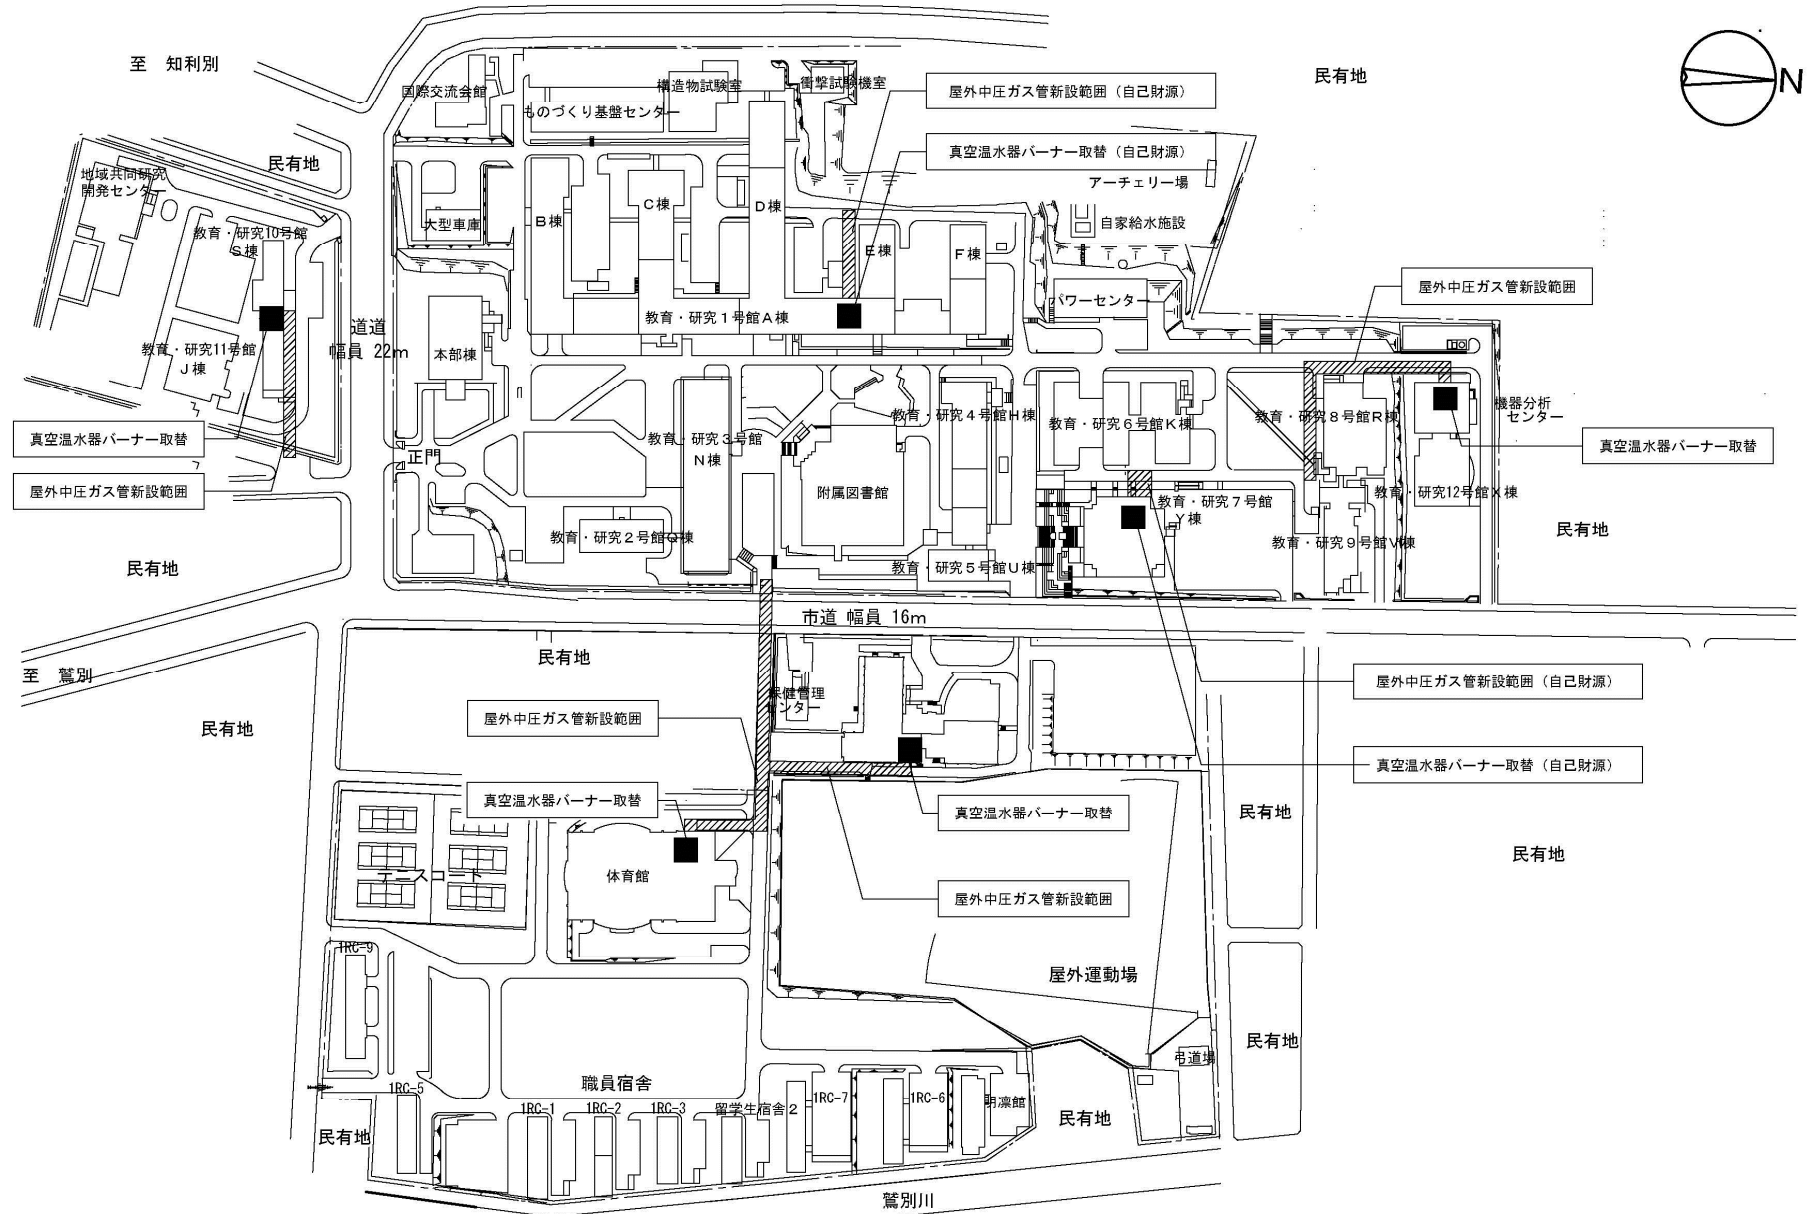 至　知利別
国際交流会館
構造物試験室
衝撃試験機室
ものづくり基盤センター
屋外中圧ガス管新設範囲（自己財源）
真空温水器バーナー取替（自己財源）
民有地
N
民有地
地域共同研究
開発センター
アーチェリー場
自家給水施設
大型車庫
B棟
C棟
D棟
E棟
F棟
教育・研究10号館
S棟
パワーセンター
屋外中圧ガス管新設範囲
道道
幅員 22m
教育・研究１号館A棟
本部棟
教育・研究11号館
J棟
真空温水器バーナー取替
屋外中圧ガス管新設範囲
正門
教育・研究３号館
N棟
教育・研究４号館H棟
教育・研究６号館K棟
教育・研究８号館R棟
機器分析
センター
真空温水器バーナー取替
附属図書館
教育・研究７号館
Y棟
教育・研究12号館X棟
教育・研究２号館Q棟
教育・研究５号館U棟
教育・研究９号館V棟
民有地
民有地
市道 幅員 16m
至　鷲別
民有地
民有地
保健管理
センター
屋外中圧ガス管新設範囲
屋外中圧ガス管新設範囲（自己財源）
真空温水器バーナー取替（自己財源）
真空温水器バーナー取替
真空温水器バーナー取替
屋外中圧ガス管新設範囲
民有地
民有地
テニスコート
体育館
1RC-9
屋外運動場
民有地
弓道場
職員宿舎
1RC-5
1RC-1
1RC-2
1RC-3
留学生宿舎２
1RC-7
1RC-6
明凛館
民有地
民有地
鷲別川